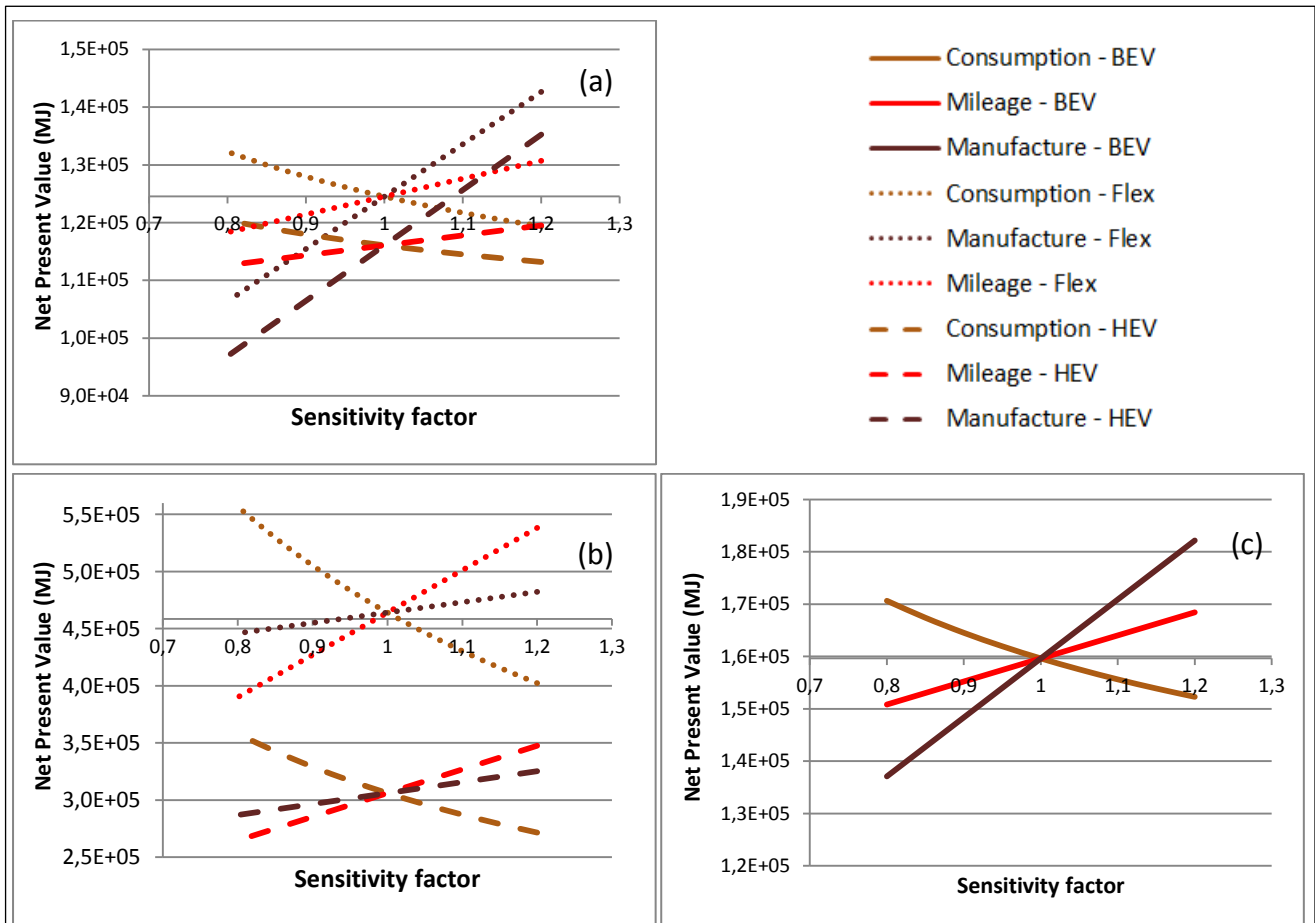 Net Present Value (MJ)
1,5E+05
1,4E+05
1,3E+05
1,2E+05
1,1E+05
1,0E+05
9,0E+04
0,7 0,8 0,9 1 1,1 1,2 1,3
Sensitivity factor
(a)
Consumption - BEV
Mileage - BEV
Manufacture - BEV
Consumption - Flex
Manufacture - Flex
Mileage - Flex
Consumption - HEV
Mileage - HEV
Manufacture - HEV
Net Present Value (MJ)
5,5E+05
5,0E+05
4,5E+05
4,0E+05
3,5E+05
3,0E+05
2,5E+05
0,7 0,8 0,9 1 1,1 1,2 1,3
Sensitivity factor
(b)
Net Present Value (MJ)
1,9E+05
1,8E+05
1,7E+05
1,6E+05
1,5E+05
1,4E+05
1,3E+05
1,2E+05
0,7 0,8 0,9 1 1,1 1,2 1,3
Sensitivity factor
(c)